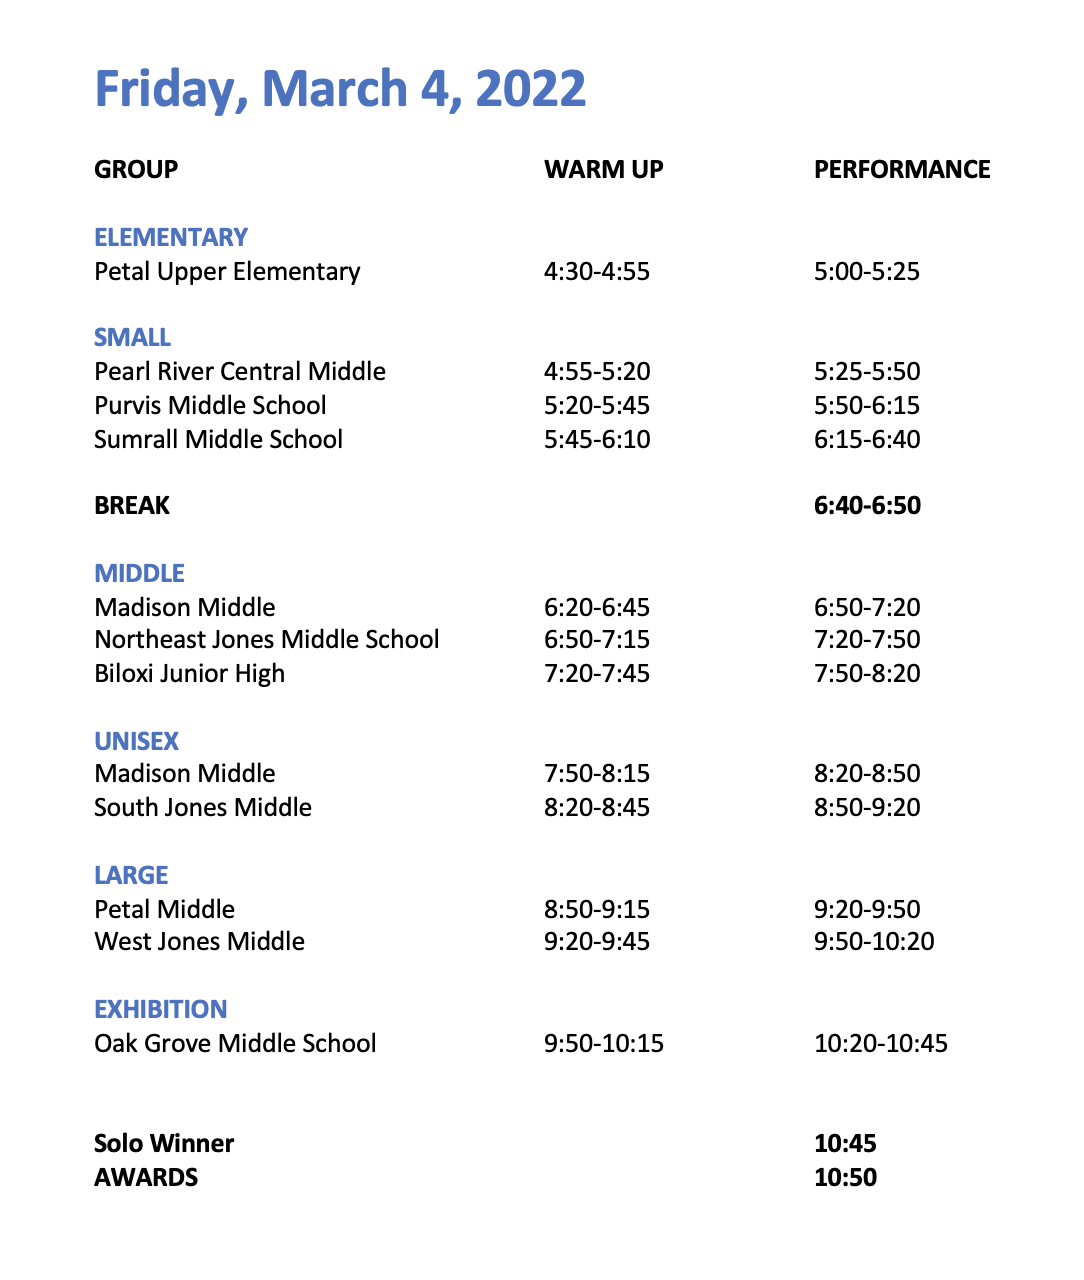 Friday, March 4, 2022
GROUP WARM UP PERFORMANCE
ELEMENTARY
Petal Upper Elementary 4:30-4:55 5:00-5:25
SMALL
Pearl River Central Middle 4:55-5:20 5:25-5:50
Purvis Middle School 5:20-5:45 5:50-6:15
Sumrall Middle School 5:45-6:10 6:15-6:40
BREAK 6:40-6:50
MIDDLE
Madison Middle 6:20-6:45 6:50-7:20
Northeast Jones Middle School 6:50-7:15 7:20-7:50
Biloxi Junior High 7:20-7:45 7:50-8:20
UNISEX
Madison Middle 7:50-8:15 8:20-8:50
South Jones Middle 8:20-8:45 8:50-9:20
LARGE
Petal Middle 8:50-9:15 9:20-9:50
West Jones Middle 9:20-9:45 9:50-10:20
EXHIBITION
Oak Grove Middle School 9:50-10:15 10:20-10:45
Solo Winner 10:45
AWARDS 10:50